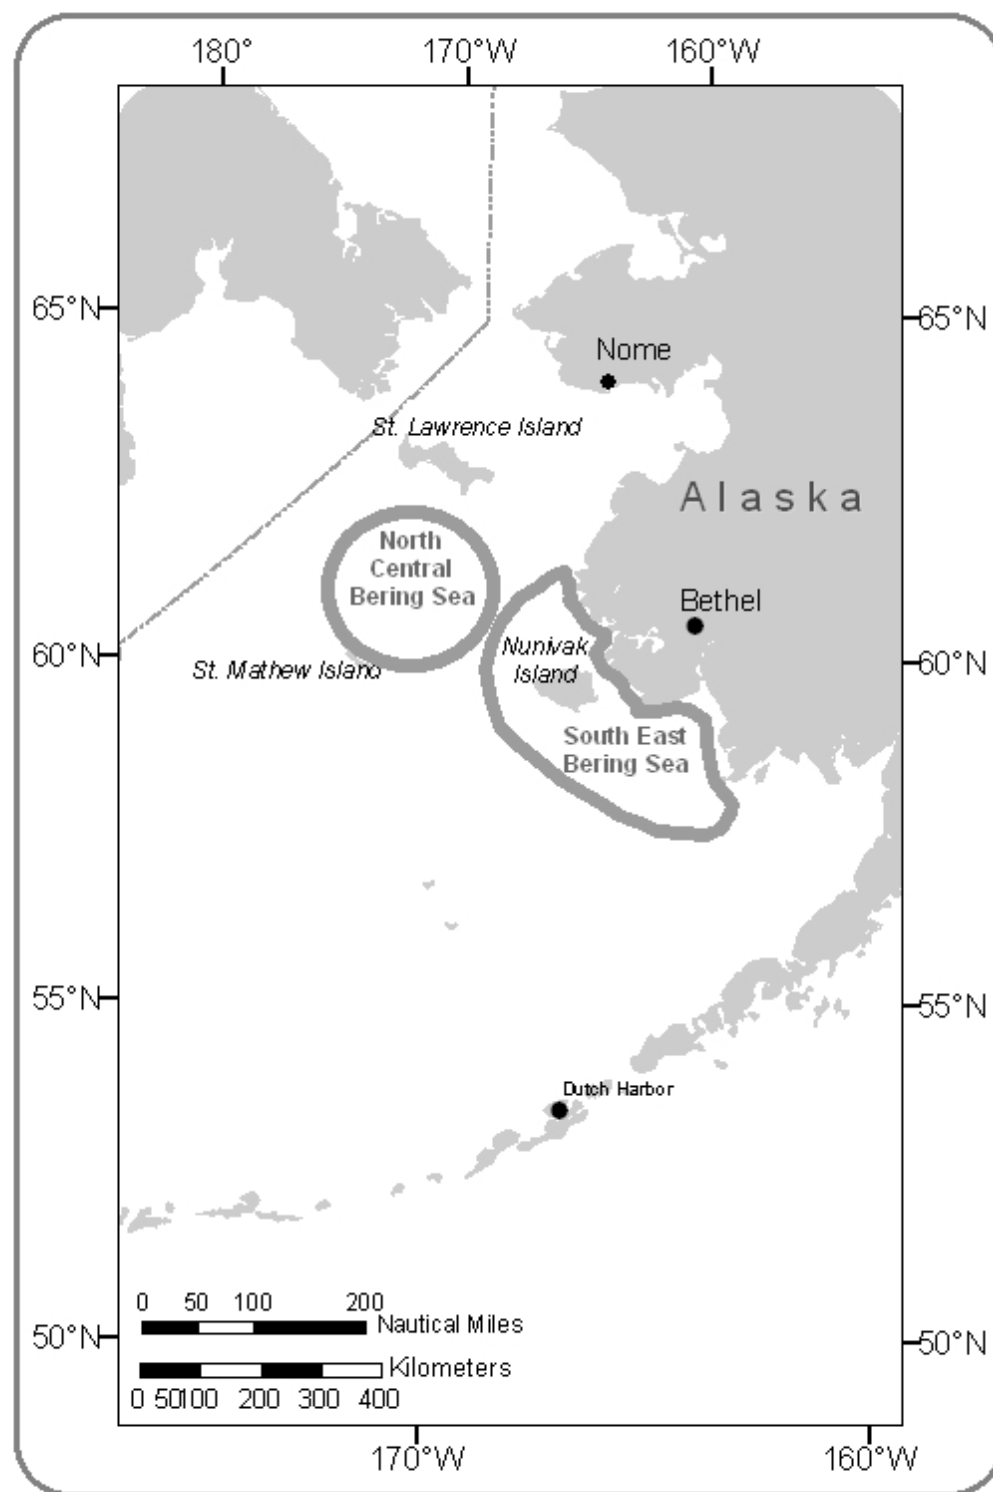 180°
170°W
160°W
65°N
65°N
Nome
St. Lawrence Island
Alaska
North
Central
Bering Sea
Bethel
Nunivak
Island
60°N
60°N
St. Mathew Island
South East
Bering Sea
55°N
55°N
Dutch Harbor
0 50 100 200
Nautical Miles
50°N
50°N
Kilometers
0 50100 200 300 400
170°W
160°W